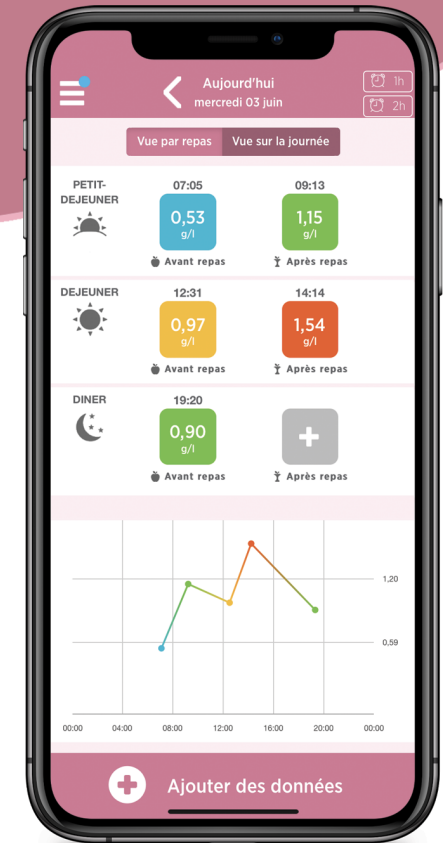 Aujourd'hui
mercredi 03 juin
1h
2h
Vue par repas
Vue sur la journée
PETIT-
DEJEUNER
07:05
09:13
0,53
g/l
1,15
g/l
Avant repas
Après repas
DEJEUNER
12:31
14:14
0,97
g/l
1,54
g/l
Avant repas
Après repas
DINER
19:20
0,90
g/l
Avant repas
Après repas
1,20
0,59
00:00
04:00
08:00
12:00
16:00
20:00
00:00
Ajouter des données